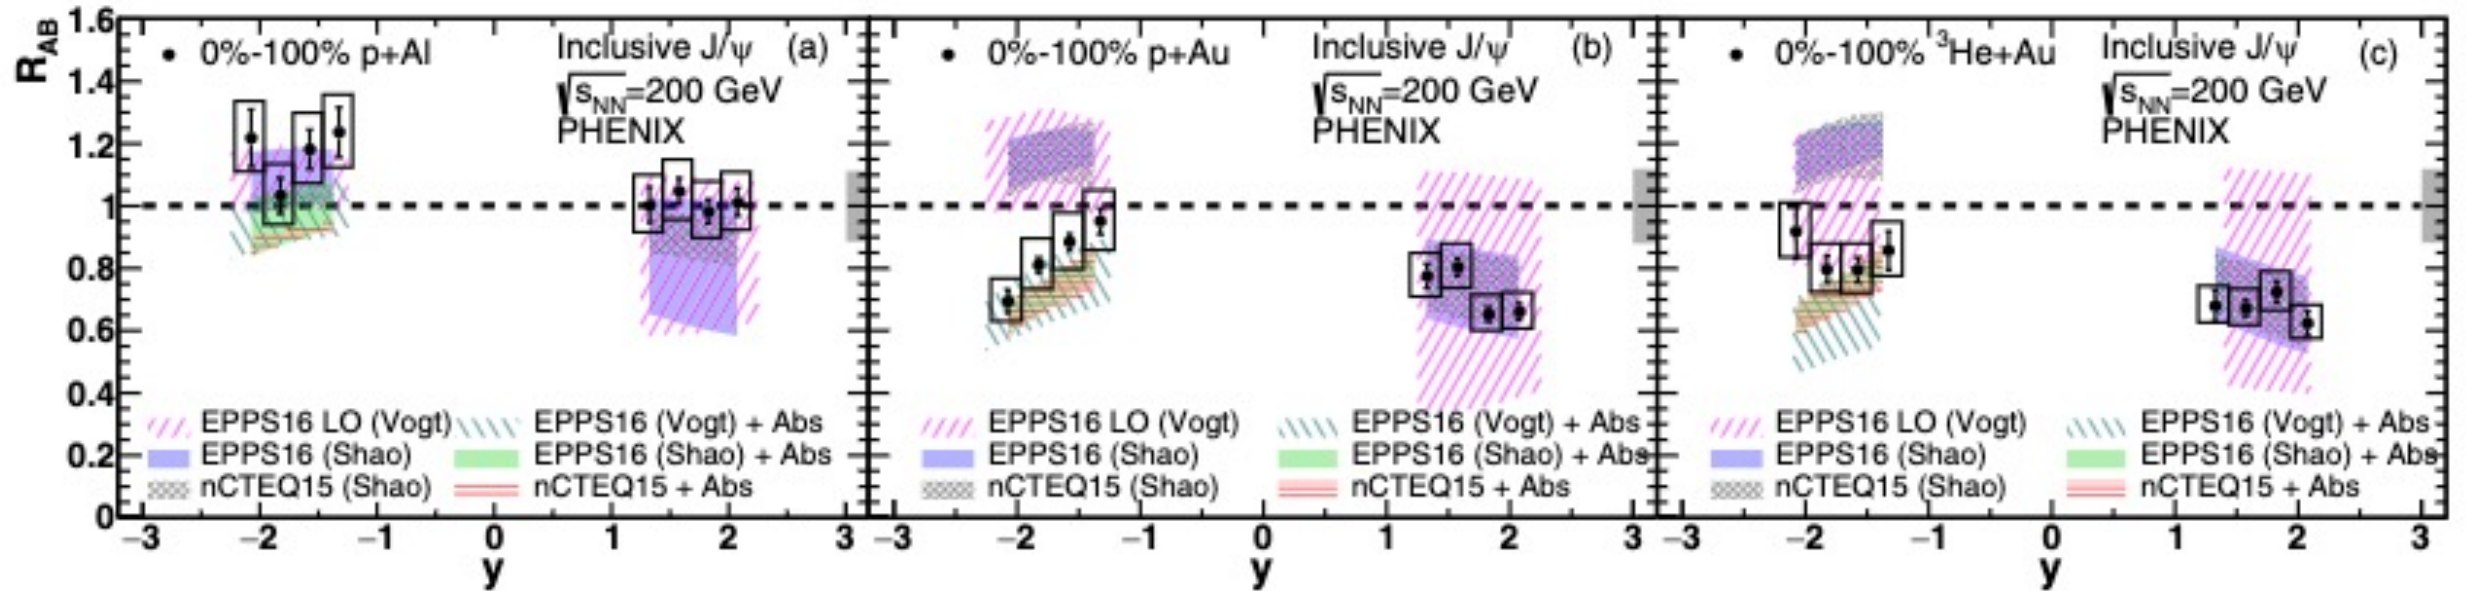 R_AB
1.6
1.4
1.2
1
0.8
0.6
0.4
0.2
0
0%-100% p+Al
Inclusive J/ψ
(a)
√s_NN=200 GeV
PHENIX
EPPS16 LO (Vogt)
EPPS16 (Vogt) + Abs
EPPS16 (Shao)
EPPS16 (Shao) + Abs
nCTEQ15 (Shao)
nCTEQ15 + Abs
−3 −2 −1 0 1 2 3
y
0%-100% p+Au
Inclusive J/ψ
(b)
√s_NN=200 GeV
PHENIX
EPPS16 LO (Vogt)
EPPS16 (Vogt) + Abs
EPPS16 (Shao)
EPPS16 (Shao) + Abs
nCTEQ15 (Shao)
nCTEQ15 + Abs
−3 −2 −1 0 1 2 3
y
0%-100% ³He+Au
Inclusive J/ψ
(c)
√s_NN=200 GeV
PHENIX
EPPS16 LO (Vogt)
EPPS16 (Vogt) + Abs
EPPS16 (Shao)
EPPS16 (Shao) + Abs
nCTEQ15 (Shao)
nCTEQ15 + Abs
−3 −2 −1 0 1 2 3
y